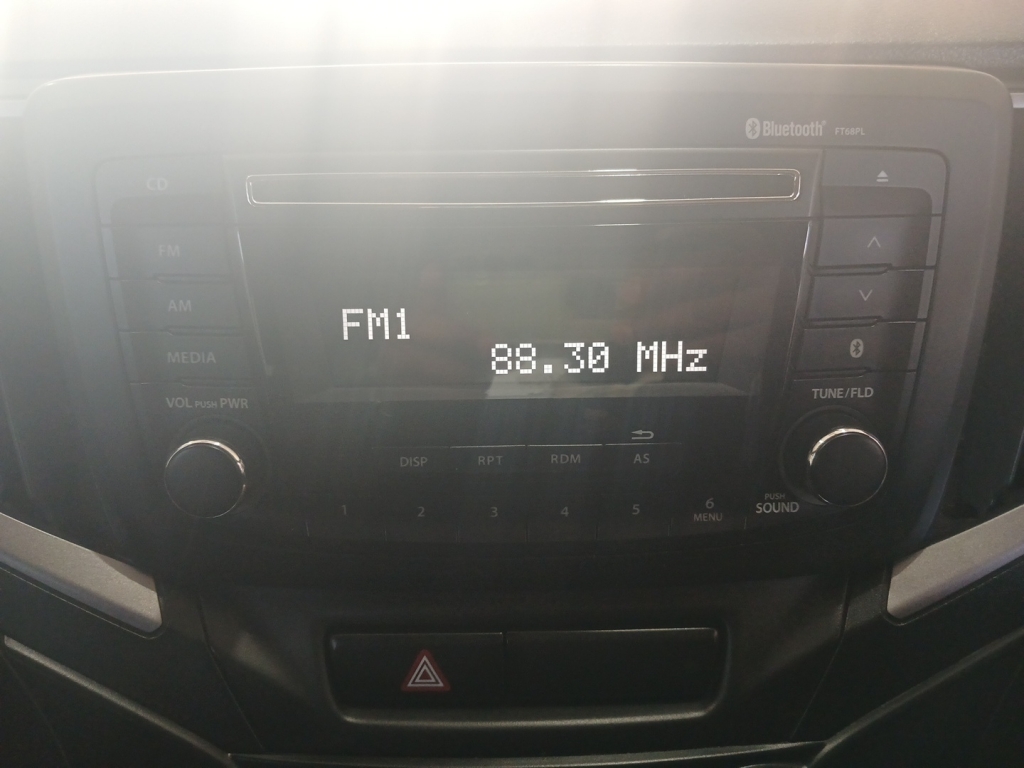 Bluetooth® FT68PL
CD
FM
AM
MEDIA
VOL PUSH PWR
FM1
88.30 MHz
TUNE/FLD
DISP
RPT
RDM
AS
1
2
3
4
5
6
MENU
PUSH
SOUND